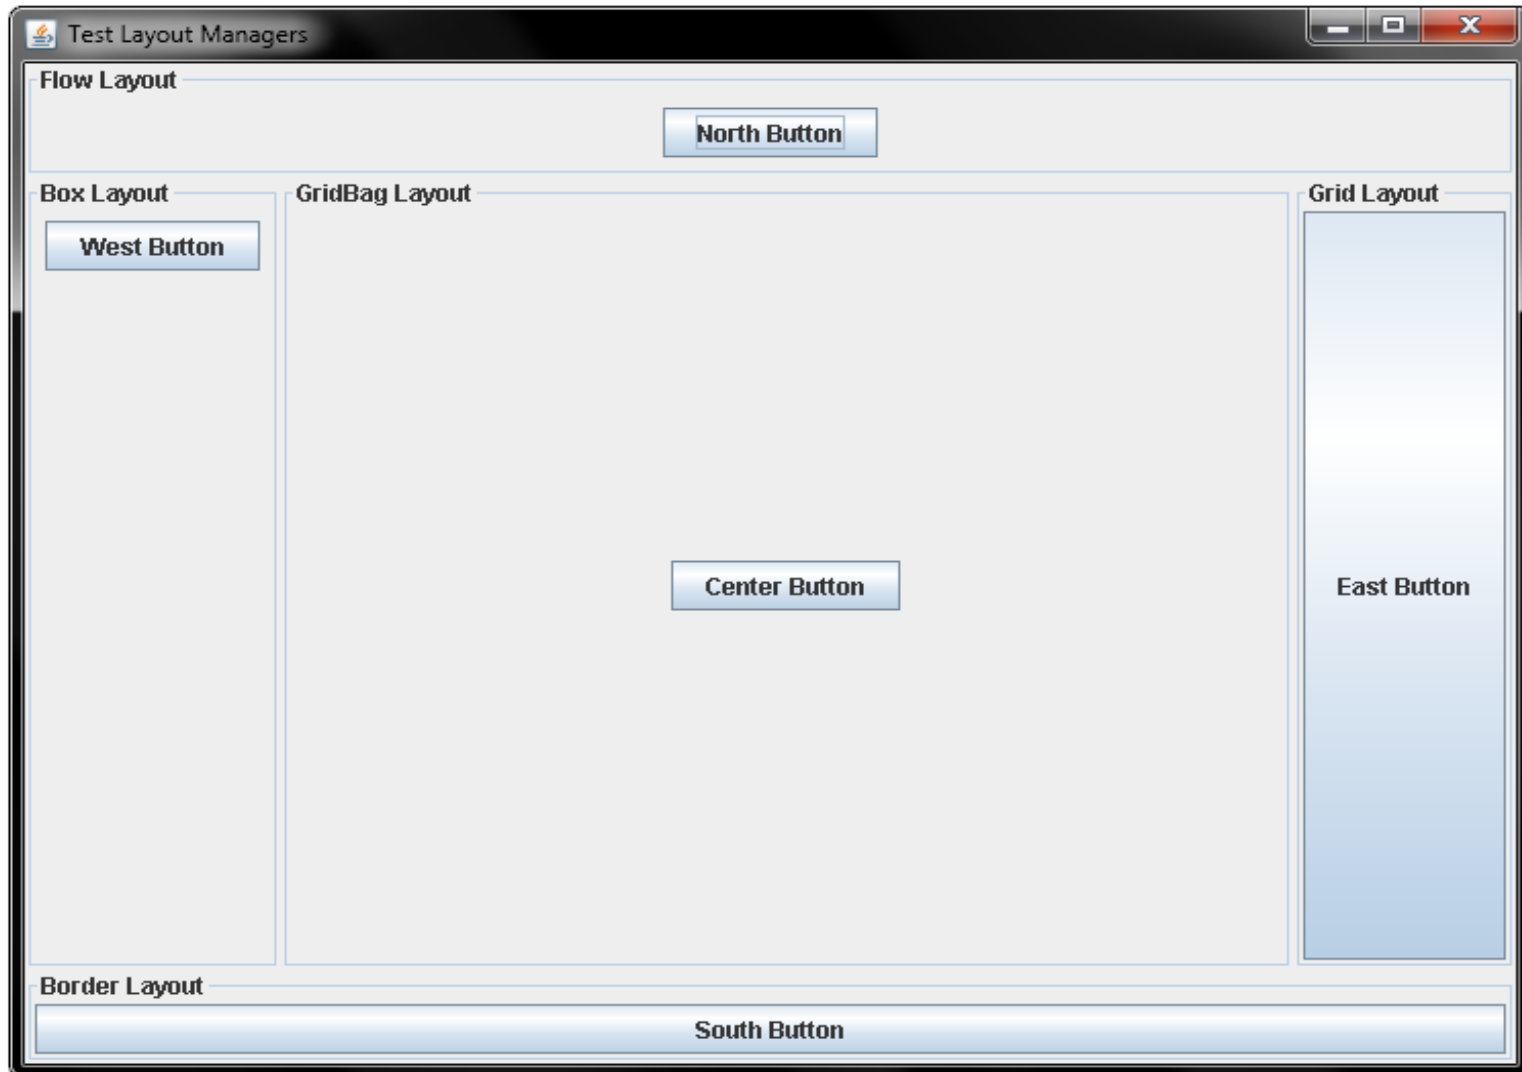 Test Layout Managers
Flow Layout
North Button
Box Layout
GridBag Layout
Grid Layout
West Button
Center Button
East Button
Border Layout
South Button